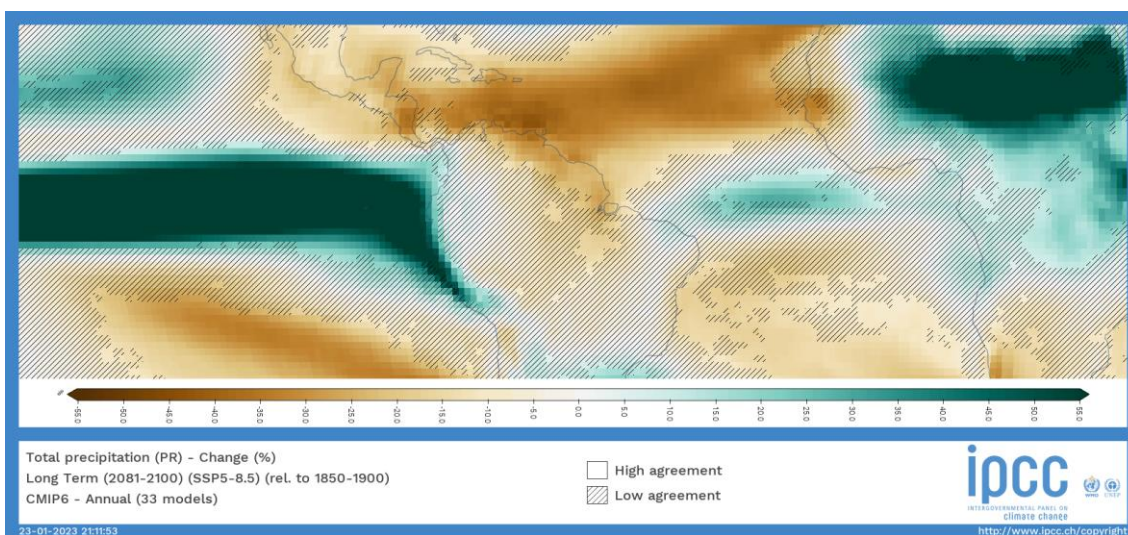 %
-55.0 -50.0 -45.0 -40.0 -35.0 -30.0 -25.0 -20.0 -15.0 -10.0 -5.0 0.0 5.0 10.0 15.0 20.0 25.0 30.0 35.0 40.0 45.0 50.0 55.0
Total precipitation (PR) - Change (%)
Long Term (2081-2100) (SSP5-8.5) (rel. to 1850-1900)
CMIP6 - Annual (33 models)
High agreement
Low agreement
ipcc
INTERGOVERNMENTAL PANEL ON
climate change
WMO UNEP
23-01-2023 21:11:53
http://www.ipcc.ch/copyright